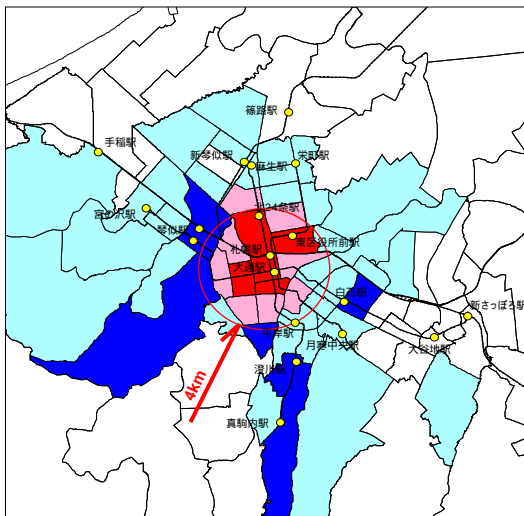 篠路駅
手稲駅
新琴似駅
麻生駅
栄町駅
宮の沢駅
北24条駅
琴似駅
東区役所前駅
札幌駅
大通駅
白石駅
新さっぽろ駅
平岸駅
月寒中央駅
大谷地駅
澄川駅
4km
真駒内駅